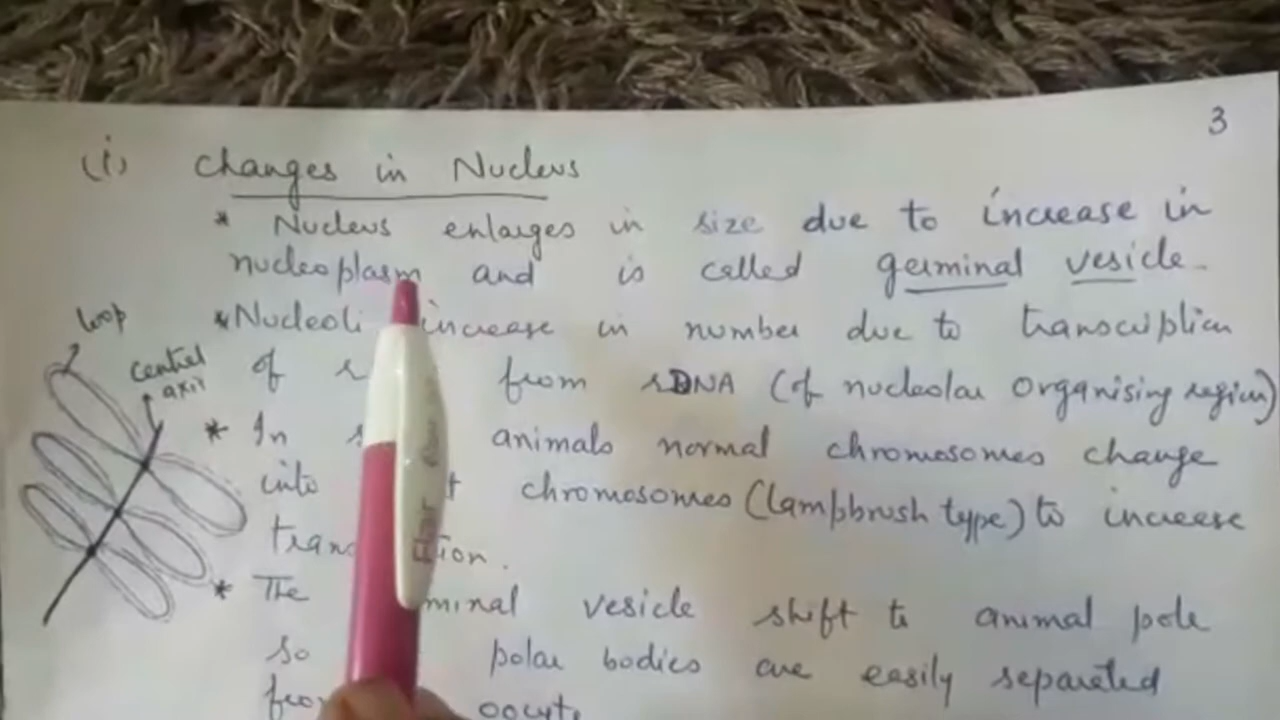 3
(i) Changes in Nucleus
* Nucleus enlarges in size due to increase in
nucleoplasm and is called germinal vesicle.
*Nucleoli increase in number due to transcription
of from rDNA (of nucleolar organising region)
* In animals normal chromosomes change
into chromosomes (lampbrush type) to increase
* The vesicle shift to animal pole
so polar bodies are easily separated
oocyte
loop
central
axis